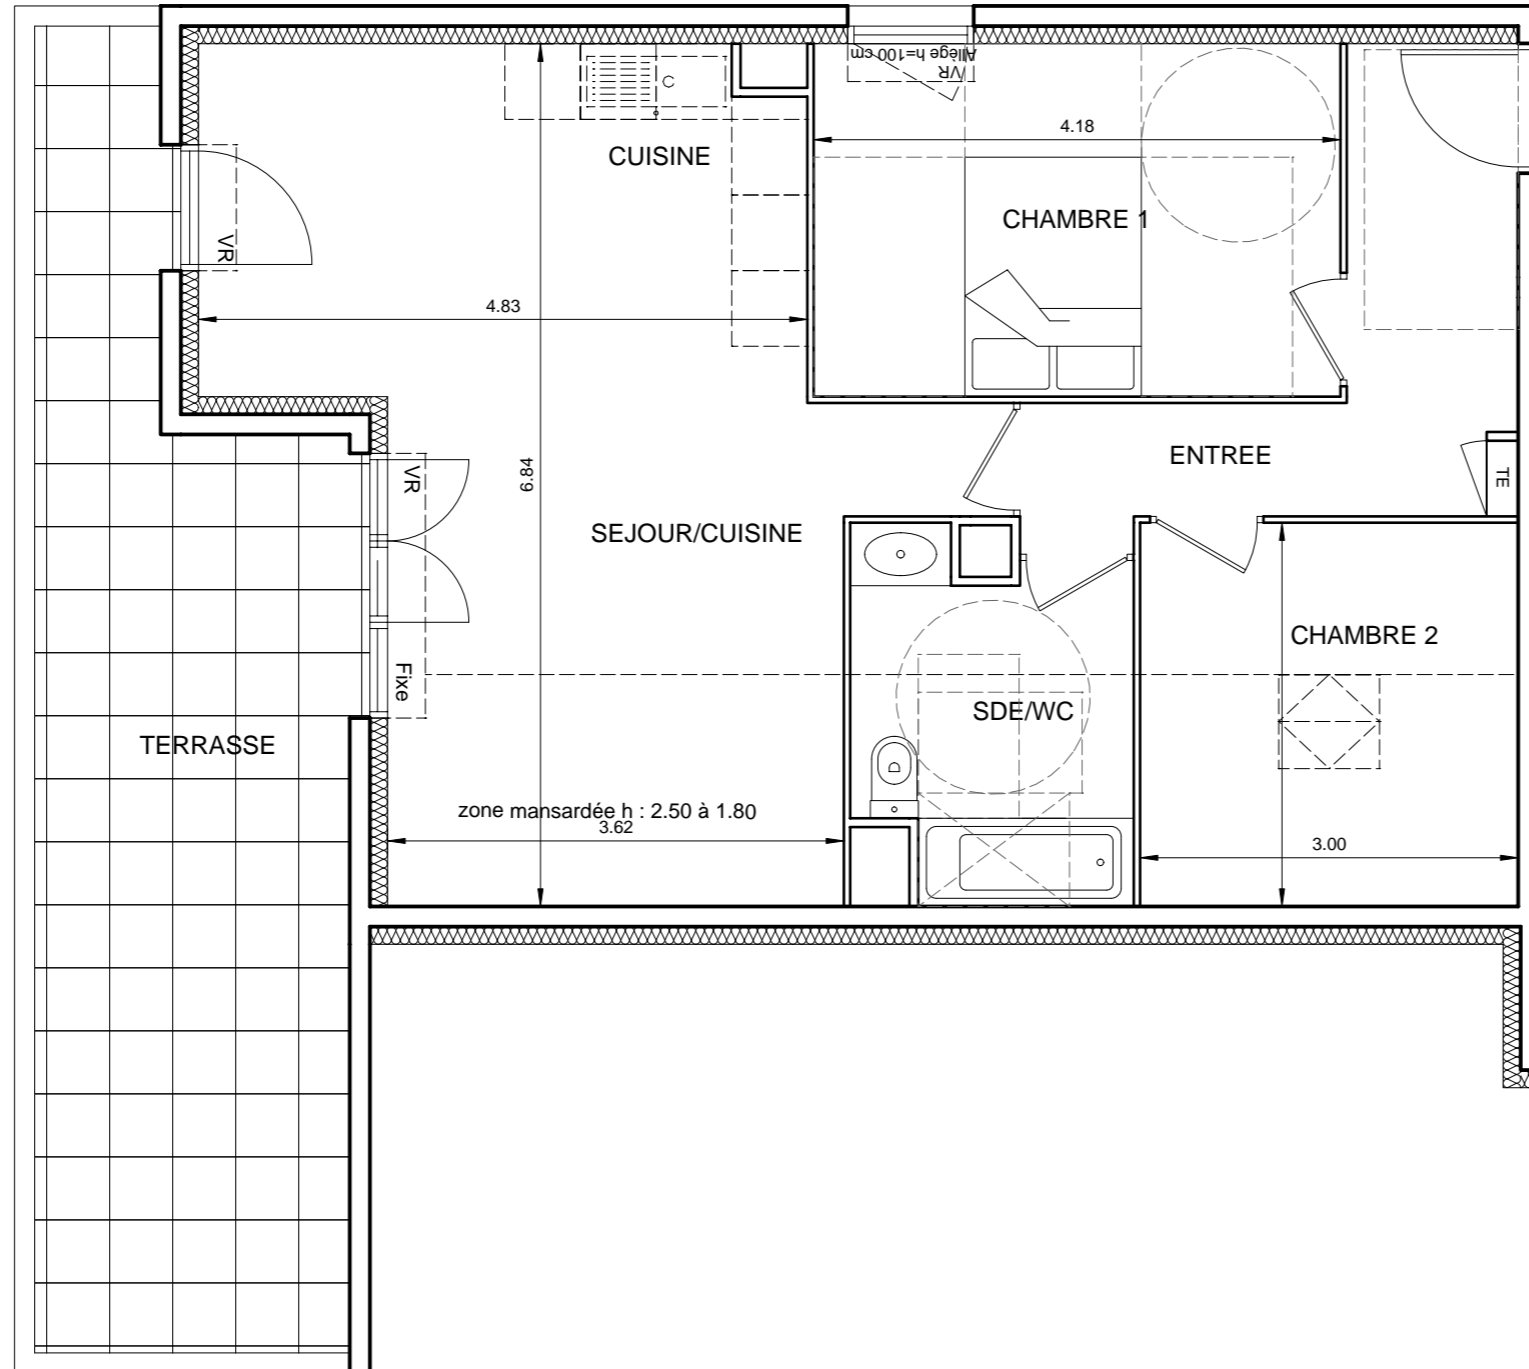 VR
Allège h=100 cm
4.18
CUISINE
CHAMBRE 1
VR
4.83
ENTREE
6.84
VR
TE
SEJOUR/CUISINE
CHAMBRE 2
Fixe
SDE/WC
TERRASSE
zone mansardée h : 2.50 à 1.80
3.62
3.00